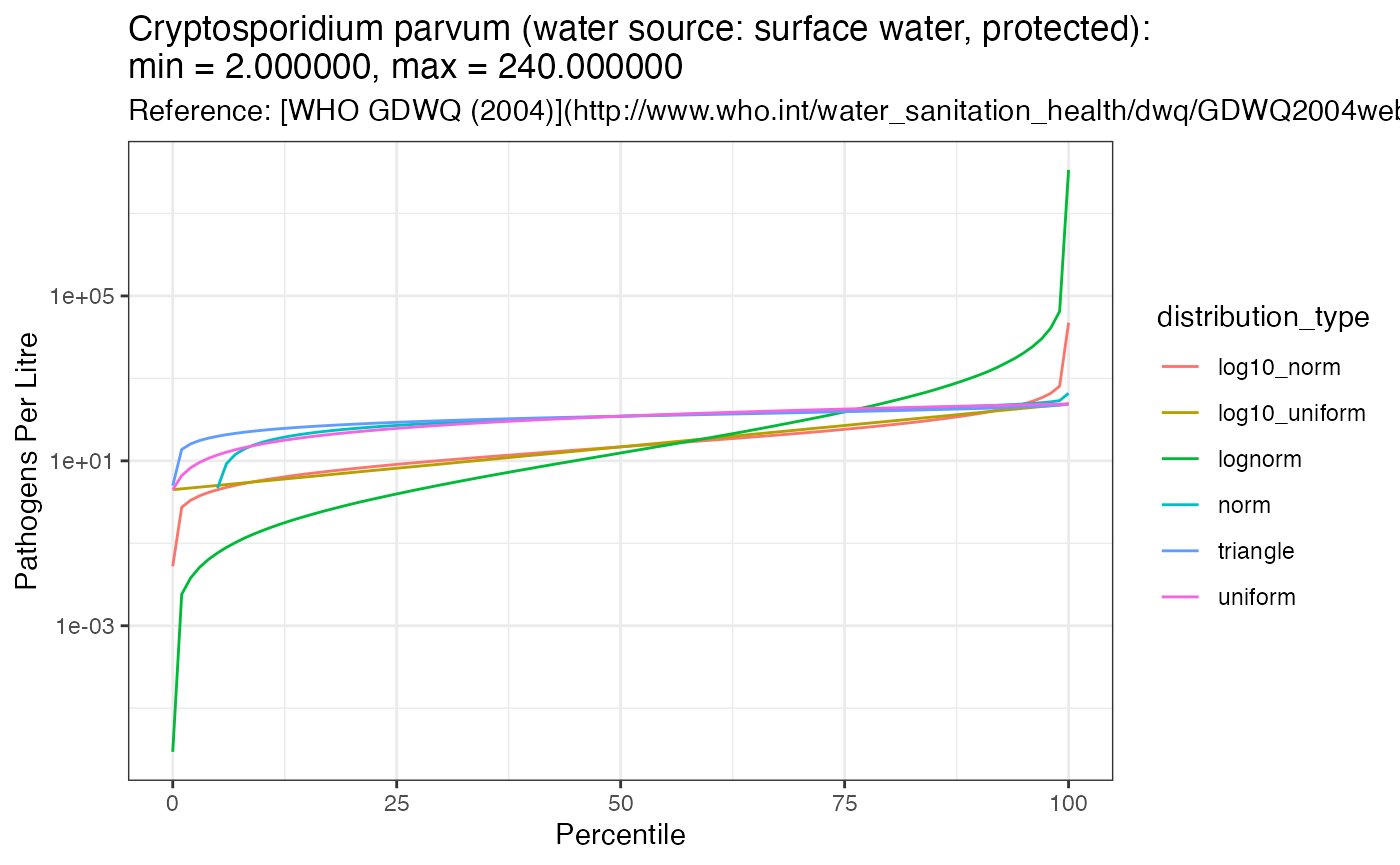 Cryptosporidium parvum (water source: surface water, protected):
min = 2.000000, max = 240.000000
Reference: [WHO GDWQ (2004)](http://www.who.int/water_sanitation_health/dwq/GDWQ2004web
Pathogens Per Litre
1e+05
1e+01
1e-03
0 25 50 75 100
Percentile
distribution_type
log10_norm
log10_uniform
lognorm
norm
triangle
uniform